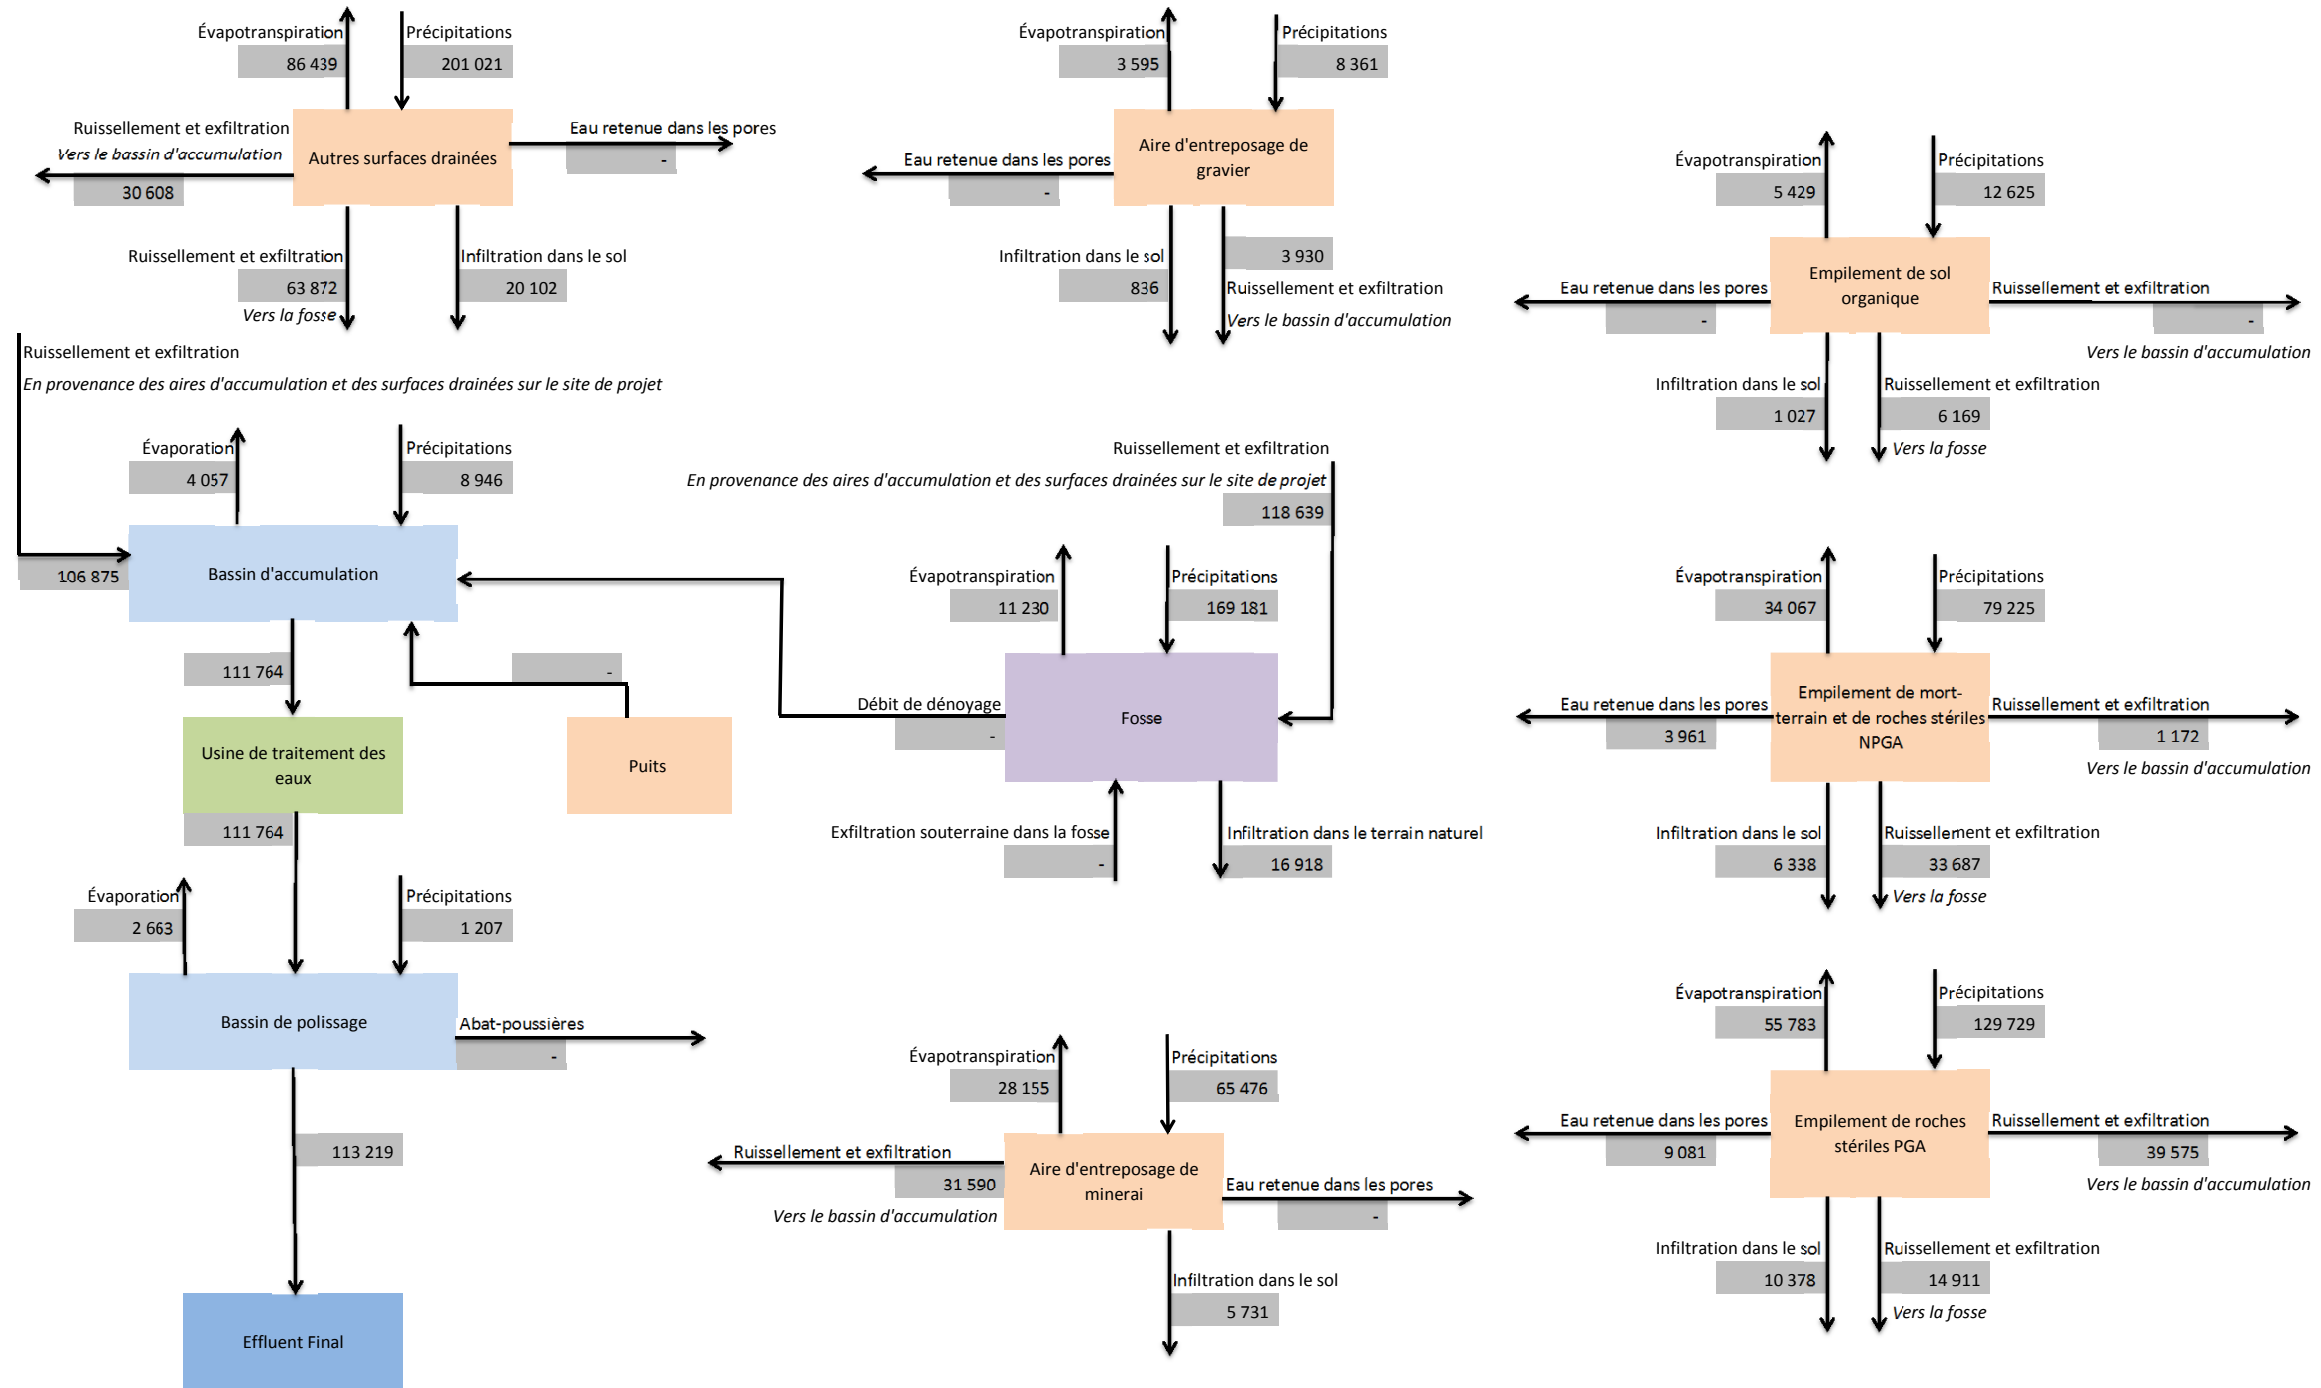 Évapotranspiration
86 439
Précipitations
201 021
Ruissellement et exfiltration
Vers le bassin d'accumulation
30 608
Autres surfaces drainées
Eau retenue dans les pores
-
Ruissellement et exfiltration
63 872
Vers la fosse
Infiltration dans le sol
20 102
Évapotranspiration
3 595
Précipitations
8 361
Eau retenue dans les pores
-
Aire d'entreposage de
gravier
Infiltration dans le sol
836
3 930
Ruissellement et exfiltration
Vers le bassin d'accumulation
Évapotranspiration
5 429
Précipitations
12 625
Eau retenue dans les pores
-
Empilement de sol
organique
Ruissellement et exfiltration
-
Vers le bassin d'accumulation
Infiltration dans le sol
1 027
Ruissellement et exfiltration
6 169
Vers la fosse
Ruissellement et exfiltration
En provenance des aires d'accumulation et des surfaces drainées sur le site de projet
106 875
Évaporation
4 057
Précipitations
8 946
Bassin d'accumulation
111 764
-
Usine de traitement des
eaux
Puits
111 764
Évaporation
2 663
Précipitations
1 207
Bassin de polissage
Abat-poussières
-
113 219
Effluent Final
Ruissellement et exfiltration
En provenance des aires d'accumulation et des surfaces drainées sur le site de projet
118 639
Évapotranspiration
11 230
Précipitations
169 181
Débit de dénoyage
-
Fosse
Exfiltration souterraine dans la fosse
-
Infiltration dans le terrain naturel
16 918
Évapotranspiration
34 067
Précipitations
79 225
Eau retenue dans les pores
3 961
Empilement de mort-
terrain et de roches stériles
NPGA
Ruissellement et exfiltration
1 172
Vers le bassin d'accumulation
Infiltration dans le sol
6 338
Ruissellement et exfiltration
33 687
Vers la fosse
Évapotranspiration
28 155
Précipitations
65 476
Ruissellement et exfiltration
31 590
Vers le bassin d'accumulation
Aire d'entreposage de
minerai
Eau retenue dans les pores
-
Infiltration dans le sol
5 731
Évapotranspiration
55 783
Précipitations
129 729
Eau retenue dans les pores
9 081
Empilement de roches
stériles PGA
Ruissellement et exfiltration
39 575
Vers le bassin d'accumulation
Infiltration dans le sol
10 378
Ruissellement et exfiltration
14 911
Vers la fosse